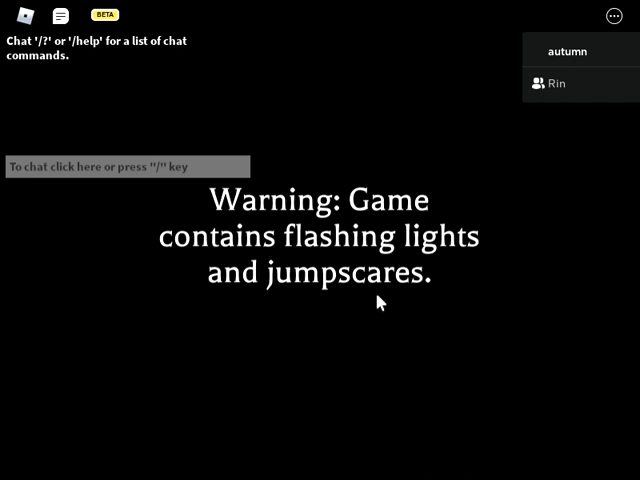 BETA
Chat '/?' or '/help' for a list of chat
commands.
autumn
Rin
To chat click here or press "/" key
Warning: Game
contains flashing lights
and jumpscares.